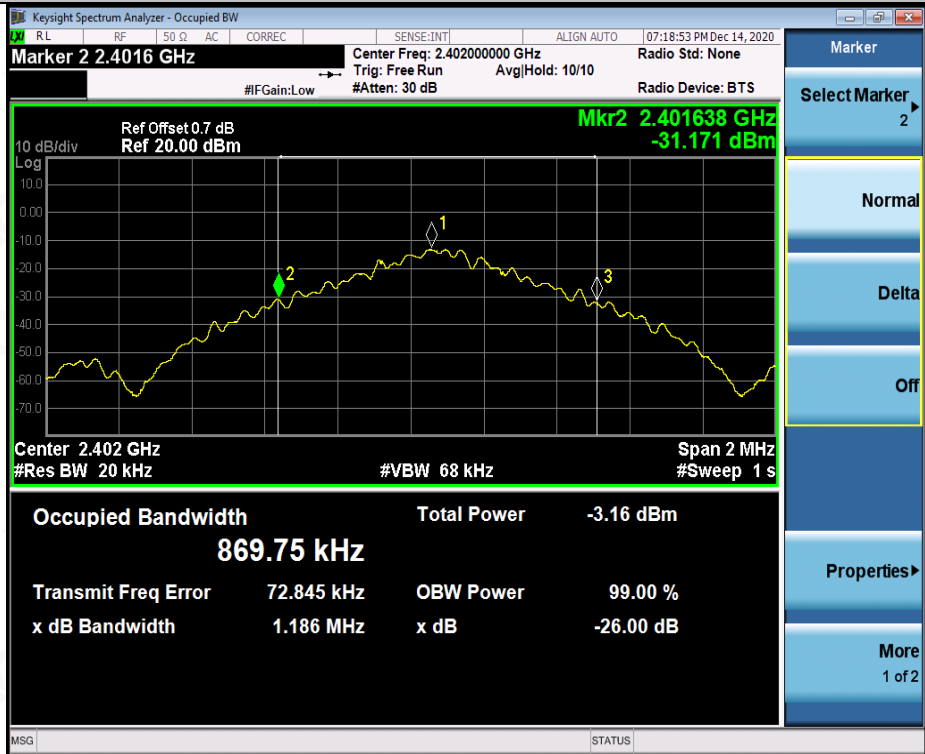 Keysight Spectrum Analyzer - Occupied BW
LXI RL RF 50 Ω AC CORREC SENSE:INT ALIGN AUTO 07:18:53 PM Dec 14, 2020
Marker 2 2.4016 GHz
Center Freq: 2.402000000 GHz
Radio Std: None
Trig: Free Run Avg|Hold: 10/10
#IFGain:Low #Atten: 30 dB Radio Device: BTS
Mkr2 2.401638 GHz
-31.171 dBm
Ref Offset 0.7 dB
10 dB/div Ref 20.00 dBm
Log
10.0
0.00
-10.0
-20.0
-30.0
-40.0
-50.0
-60.0
-70.0
1
2
3
Center 2.402 GHz Span 2 MHz
#Res BW 20 kHz #VBW 68 kHz #Sweep 1 s
Occupied Bandwidth Total Power -3.16 dBm
869.75 kHz
Transmit Freq Error 72.845 kHz OBW Power 99.00 %
x dB Bandwidth 1.186 MHz x dB -26.00 dB
MSG STATUS
Marker
Select Marker
2
Normal
Delta
Off
Properties
More
1 of 2